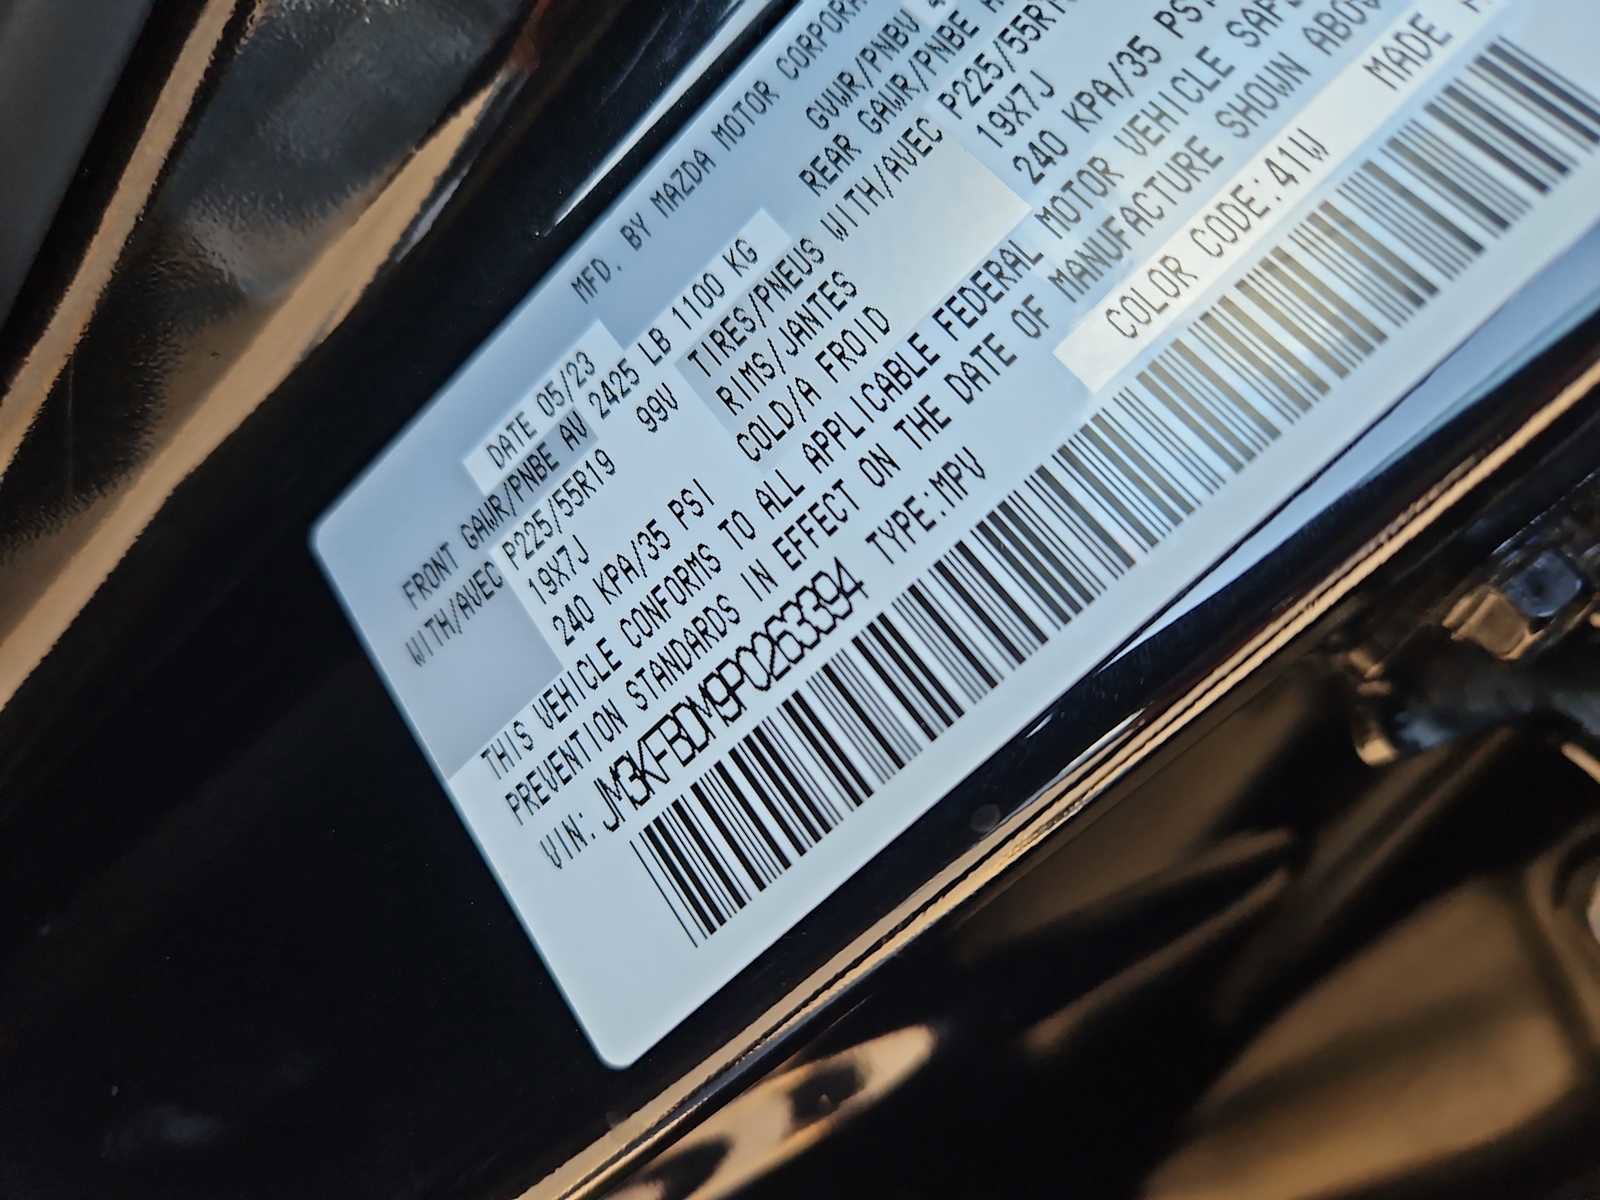 MFD. BY MAZDA MOTOR CORPORA
DATE 05/23 GVWR/PNBV 4
FRONT GAWR/PNBE AV 2425 LB 1100 KG REAR GAWR/PNBE
WITH/AVEC P225/55R19 99V TIRES/PNEUS WITH/AVEC P225/55R1
19X7J RIMS/JANTES 19X7J
240 KPA/35 PSI COLD/A FROID 240 KPA/35 PSI
THIS VEHICLE CONFORMS TO ALL APPLICABLE FEDERAL MOTOR VEHICLE SAFE
PREVENTION STANDARDS IN EFFECT ON THE DATE OF MANUFACTURE SHOWN ABOV
VIN: JM3KFBDM9P0263394 TYPE:MPV COLOR CODE:41W MADE